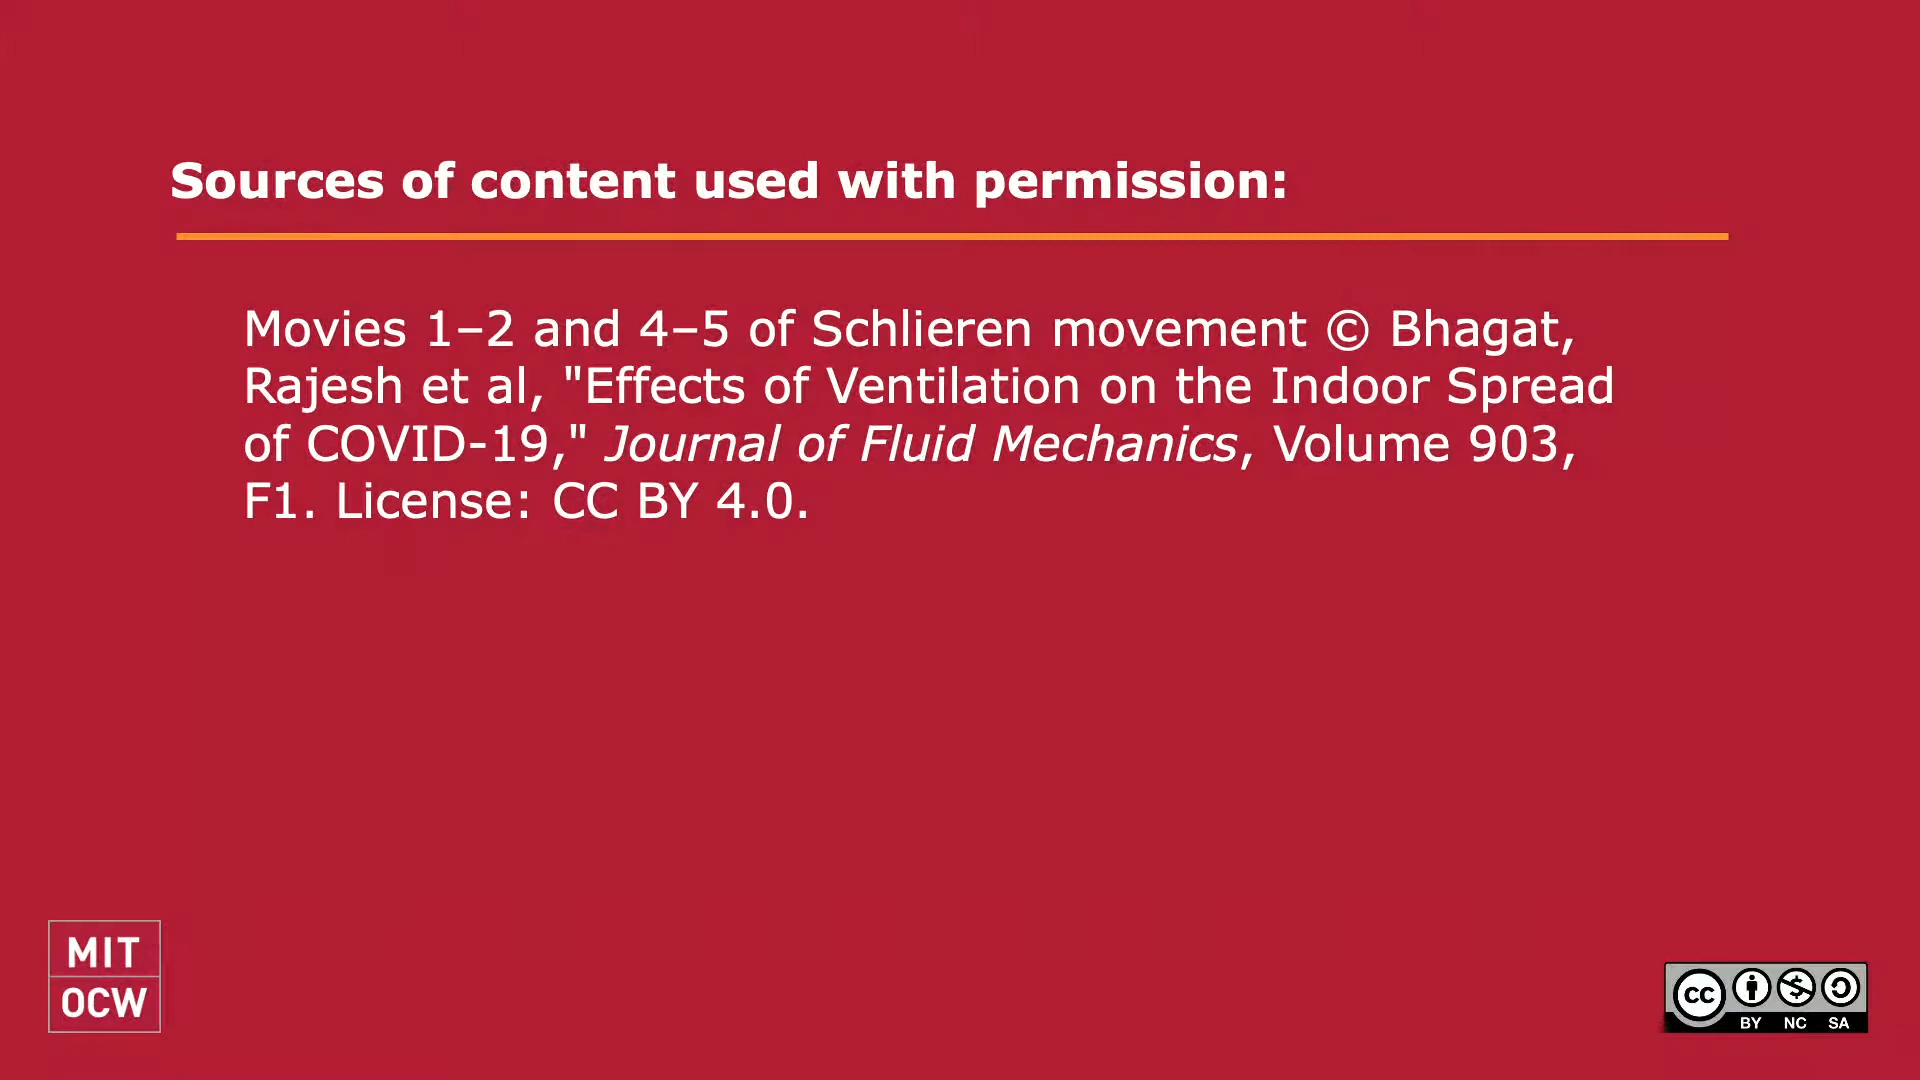 Sources of content used with permission:
Movies 1–2 and 4–5 of Schlieren movement © Bhagat,
Rajesh et al, "Effects of Ventilation on the Indoor Spread
of COVID-19," Journal of Fluid Mechanics, Volume 903,
F1. License: CC BY 4.0.
MIT
OCW
cc
BY NC SA